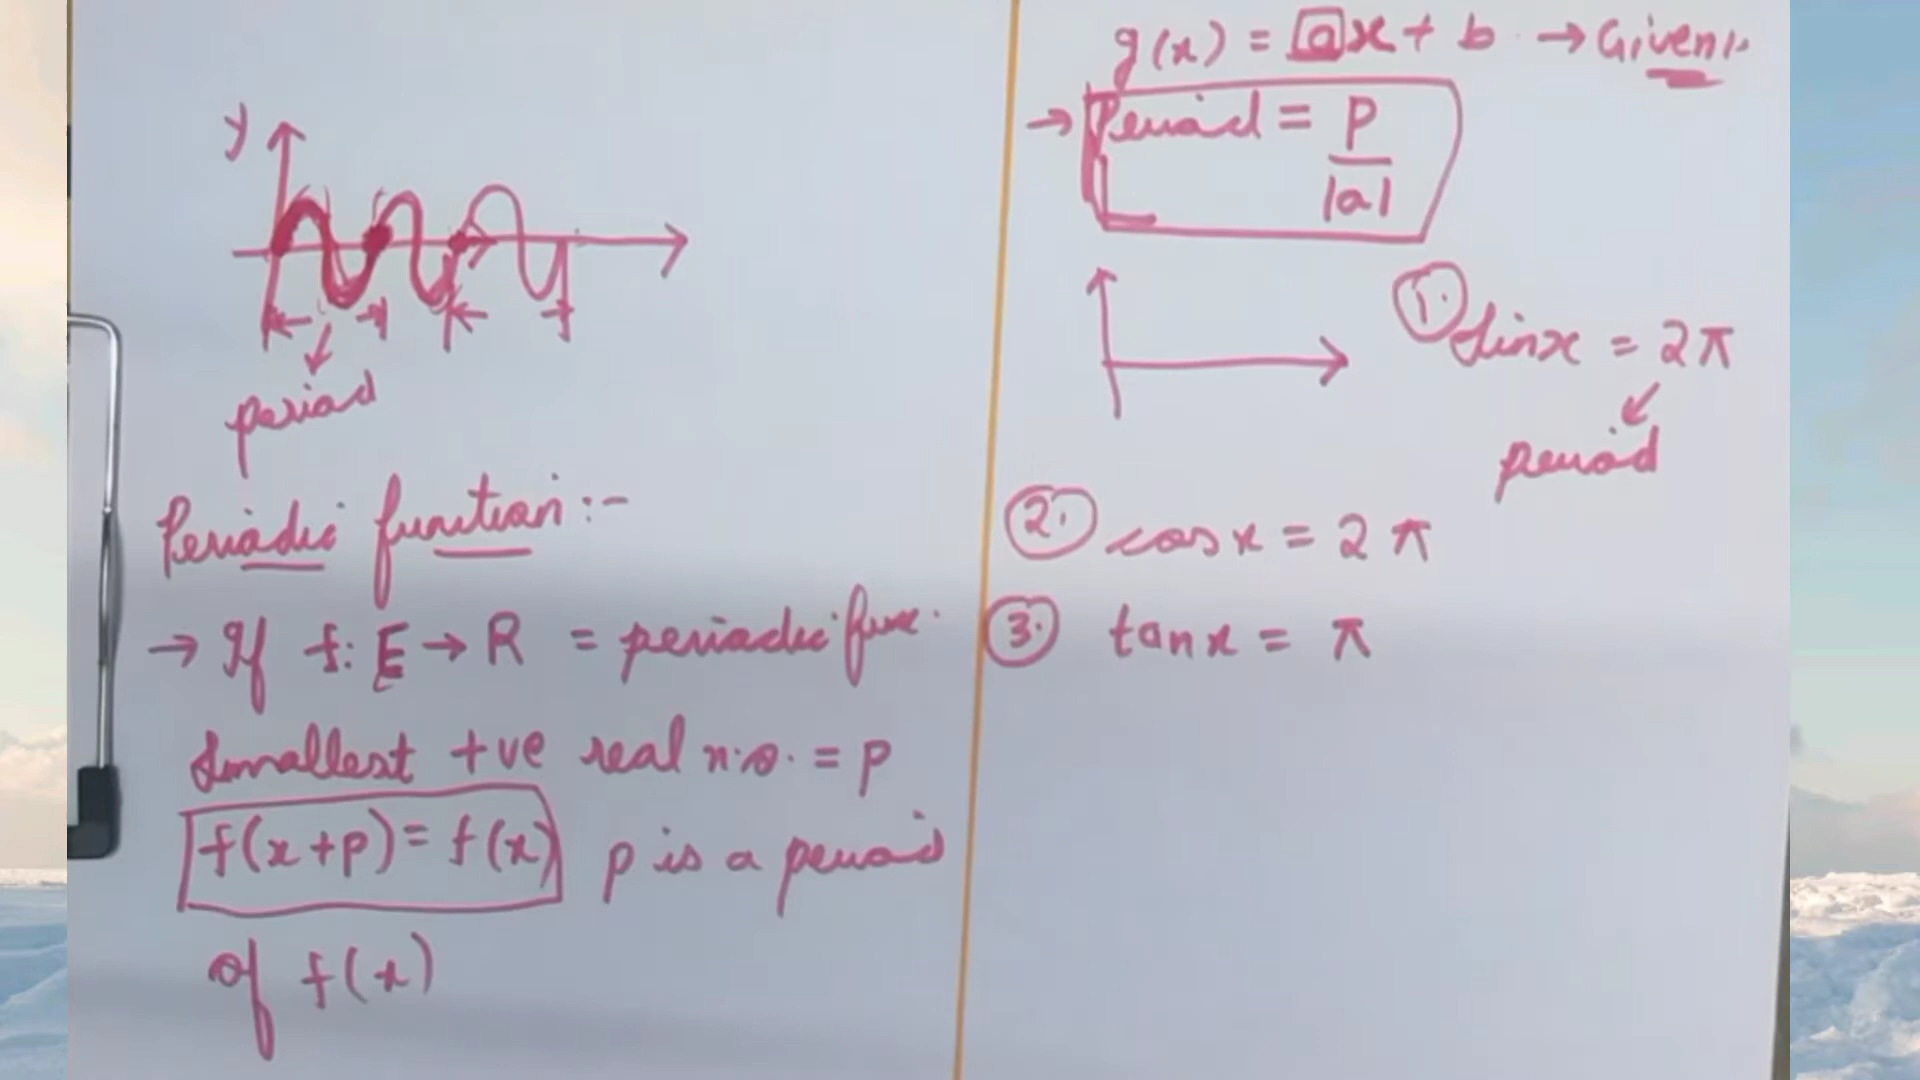 y
period
Periodic function :-
→ If f: E → R = periodic func.
Smallest +ve real n.o. = p
f(x+p) = f(x) p is a period
of f(x)
g(x) = ax + b → Given
→ Period = P/|a|
1. Sinx = 2π
period
2. cosx = 2π
3. tanx = π